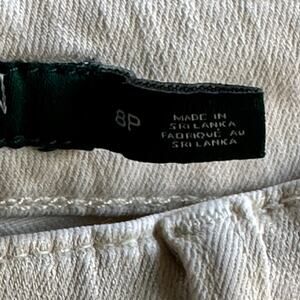 8P
MADE IN
SRI LANKA
FABRIQUÉ AU
SRI LANKA